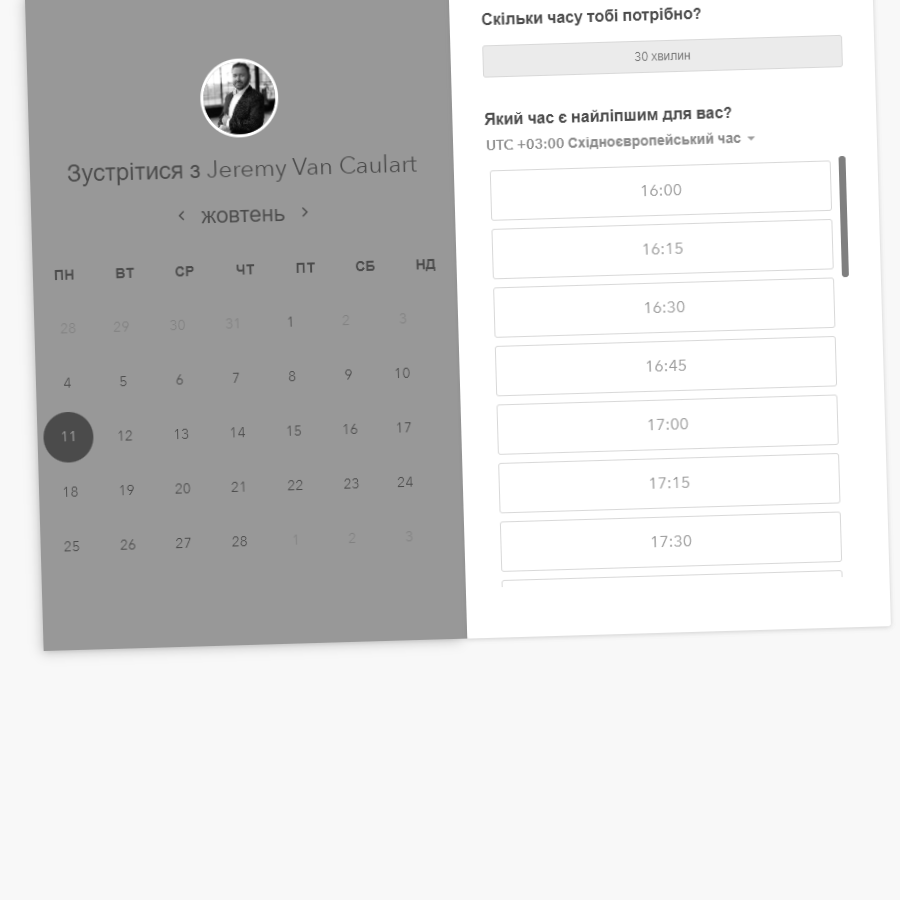 Зустрітися з Jeremy Van Caulart
жовтень
ПН ВТ СР ЧТ ПТ СБ НД
28 29 30 31 1 2 3
4 5 6 7 8 9 10
11 12 13 14 15 16 17
18 19 20 21 22 23 24
25 26 27 28 1 2 3
Скільки часу тобі потрібно?
30 хвилин
Який час є найліпшим для вас?
UTC +03:00 Східноєвропейський час
16:00
16:15
16:30
16:45
17:00
17:15
17:30